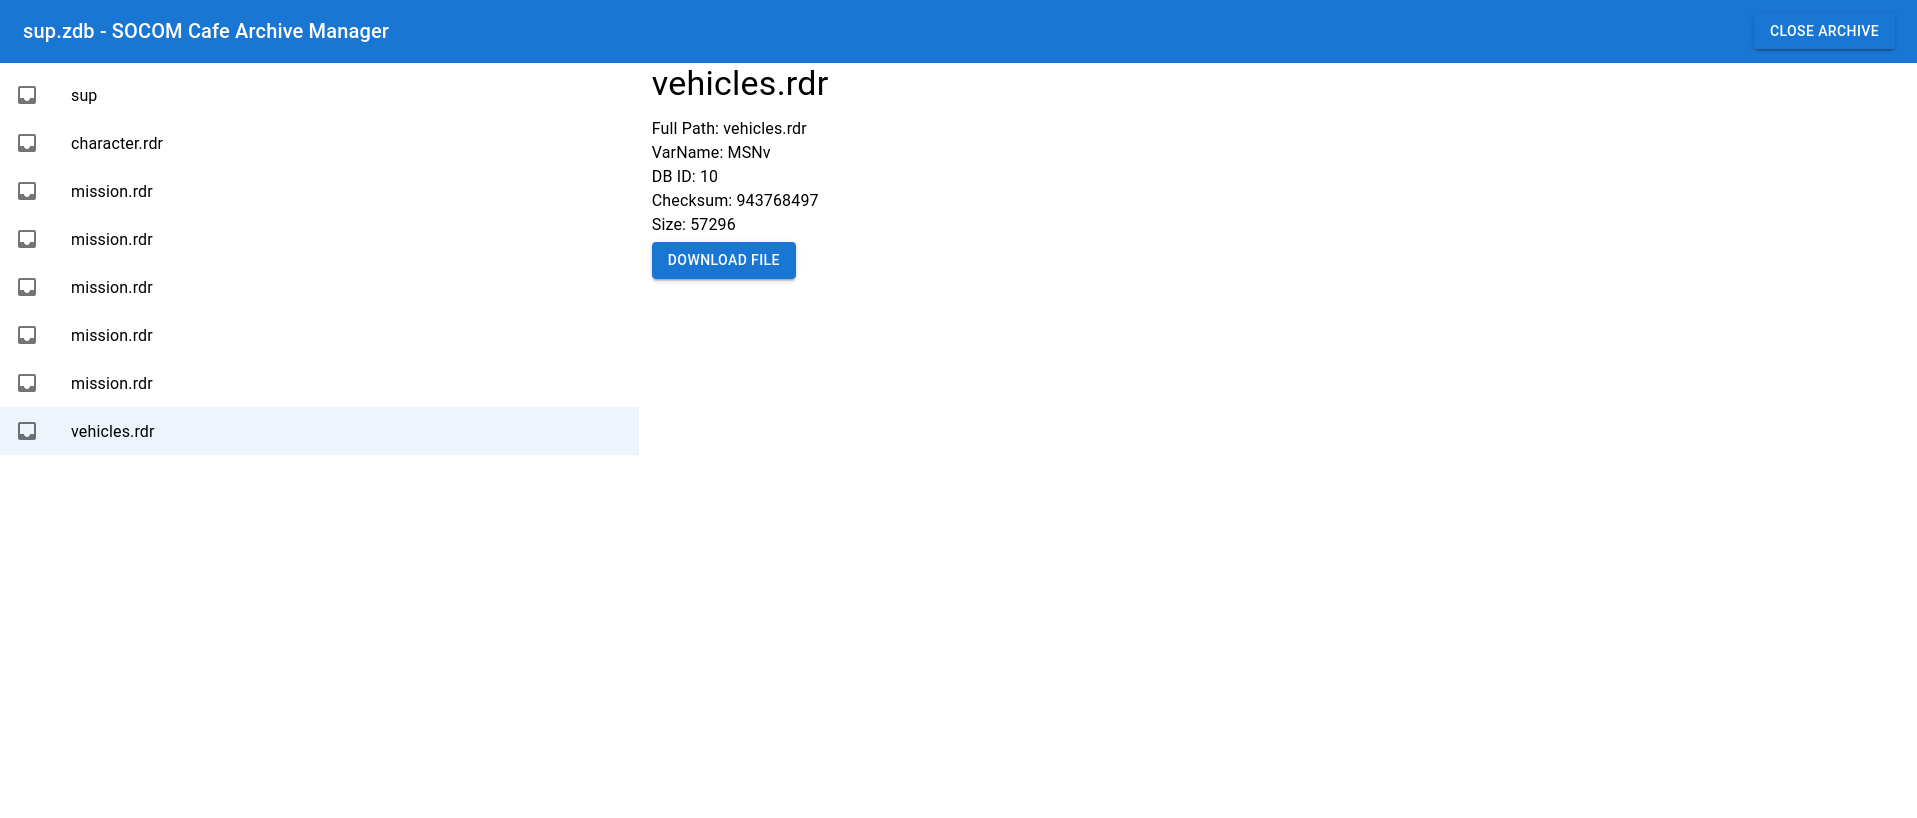 sup.zdb - SOCOM Cafe Archive Manager
CLOSE ARCHIVE
sup
character.rdr
mission.rdr
mission.rdr
mission.rdr
mission.rdr
mission.rdr
vehicles.rdr
vehicles.rdr
Full Path: vehicles.rdr
VarName: MSNv
DB ID: 10
Checksum: 943768497
Size: 57296
DOWNLOAD FILE